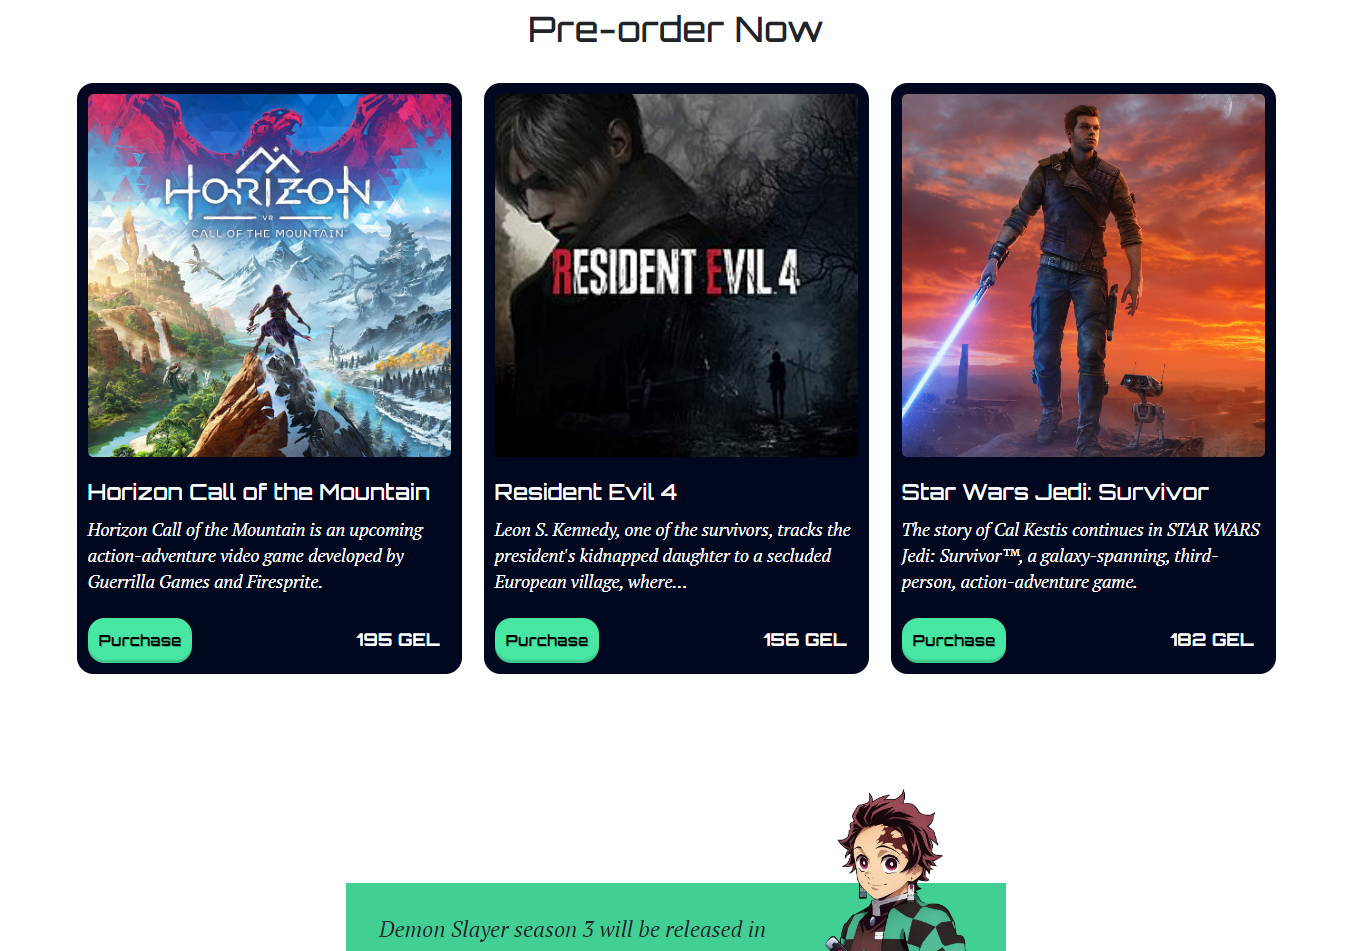 Pre-order Now
HORIZON
VR
CALL OF THE MOUNTAIN™
RESIDENT EVIL 4
Horizon Call of the Mountain
Horizon Call of the Mountain is an upcoming
action-adventure video game developed by
Guerrilla Games and Firesprite.
Purchase
195 GEL
Resident Evil 4
Leon S. Kennedy, one of the survivors, tracks the
president's kidnapped daughter to a secluded
European village, where...
Purchase
156 GEL
Star Wars Jedi: Survivor
The story of Cal Kestis continues in STAR WARS
Jedi: Survivor™, a galaxy-spanning, third-
person, action-adventure game.
Purchase
182 GEL
Demon Slayer season 3 will be released in